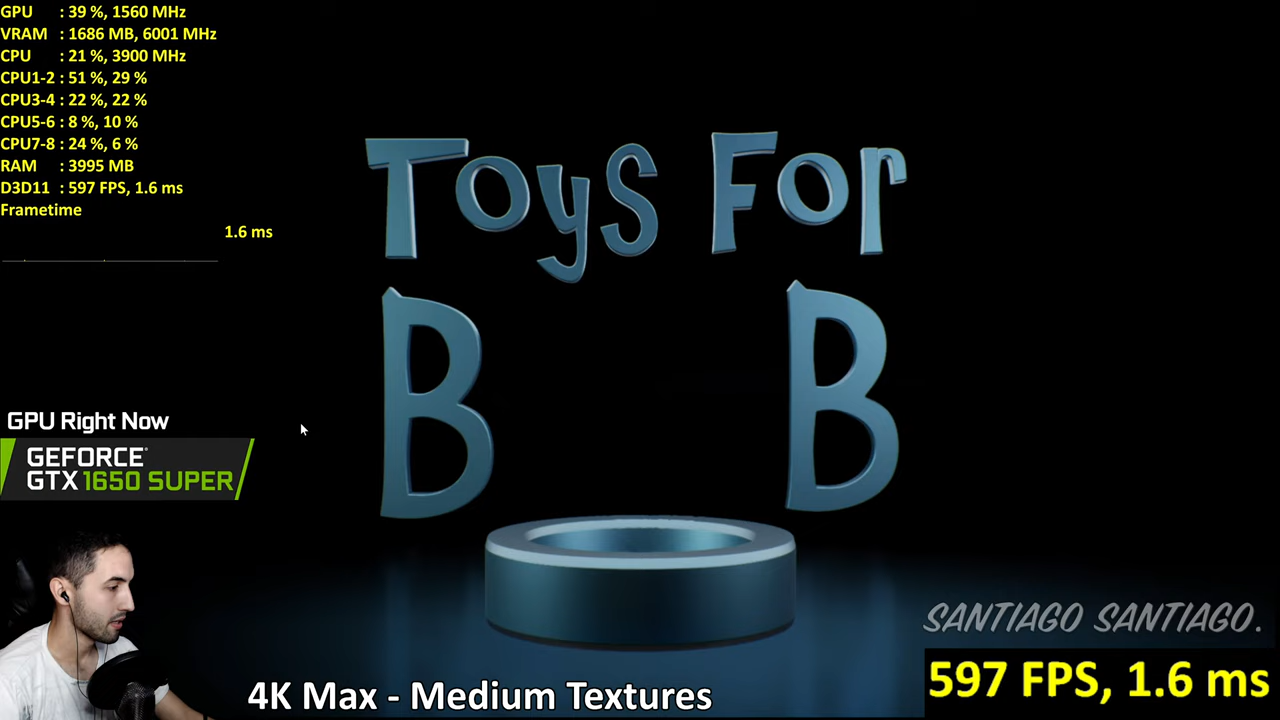 GPU : 39 %, 1560 MHz
VRAM : 1686 MB, 6001 MHz
CPU : 21 %, 3900 MHz
CPU1-2 : 51 %, 29 %
CPU3-4 : 22 %, 22 %
CPU5-6 : 8 %, 10 %
CPU7-8 : 24 %, 6 %
RAM : 3995 MB
D3D11 : 597 FPS, 1.6 ms
Frametime
1.6 ms
Toys For
B B
GPU Right Now
GEFORCE®
GTX 1650 SUPER
SANTIAGO SANTIAGO.
4K Max - Medium Textures
597 FPS, 1.6 ms